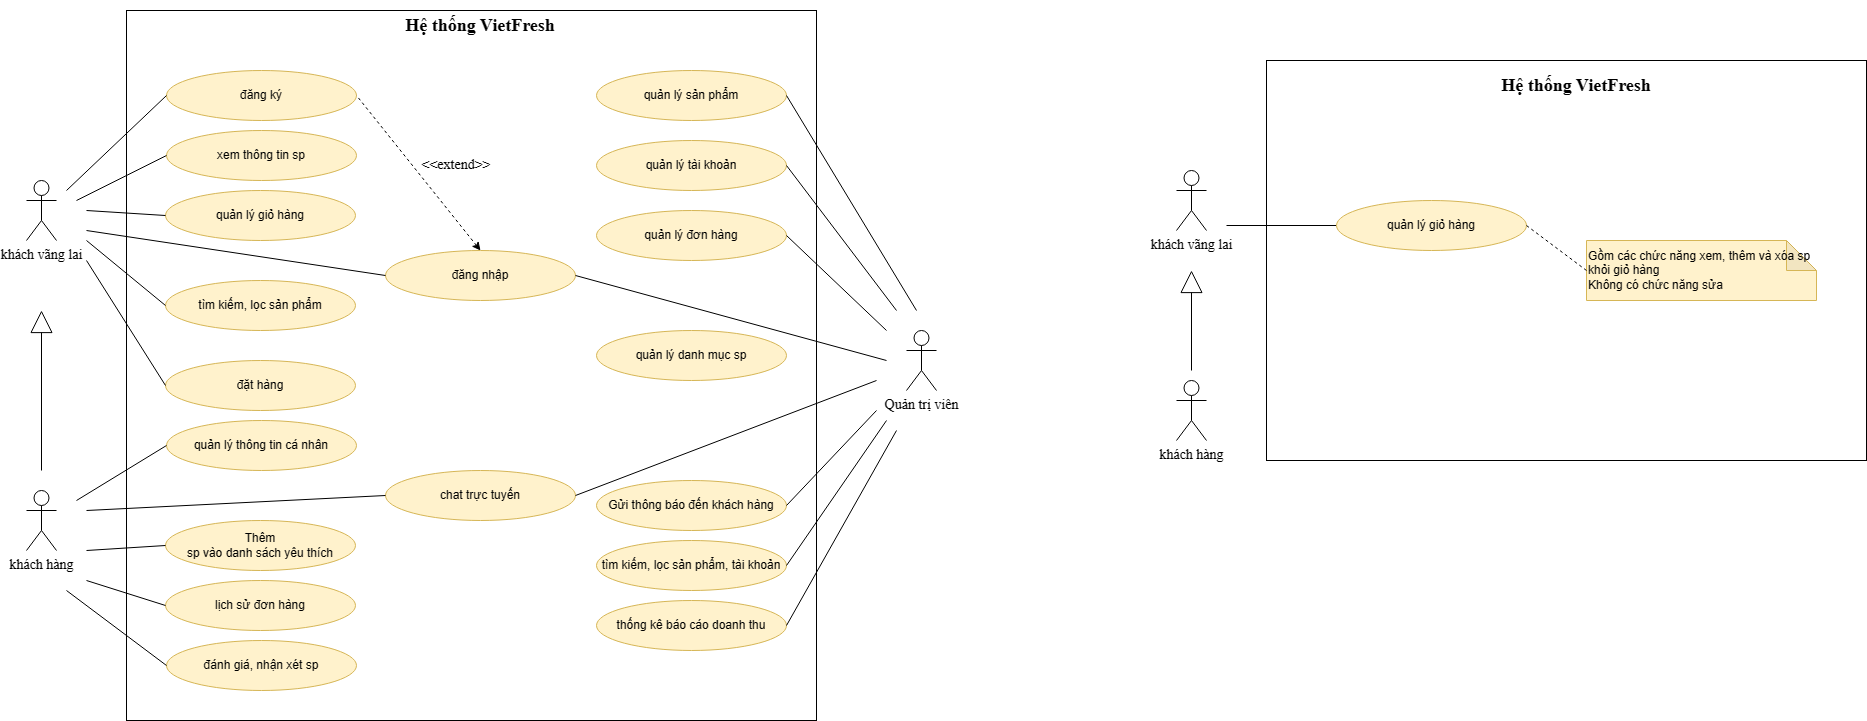 Hệ thống VietFresh
đăng ký
xem thông tin sp
quản lý giỏ hàng
đăng nhập
tìm kiếm, lọc sản phẩm
đặt hàng
quản lý thông tin cá nhân
chat trực tuyến
Thêm
sp vào danh sách yêu thích
lịch sử đơn hàng
đánh giá, nhận xét sp
<<extend>>
quản lý sản phẩm
quản lý tài khoản
quản lý đơn hàng
quản lý danh mục sp
Gửi thông báo đến khách hàng
tìm kiếm, lọc sản phẩm, tài khoản
thống kê báo cáo doanh thu
khách vãng lai
khách hàng
Quản trị viên
Hệ thống VietFresh
khách vãng lai
khách hàng
quản lý giỏ hàng
Gồm các chức năng xem, thêm và xóa sp
khỏi giỏ hàng
Không có chức năng sửa